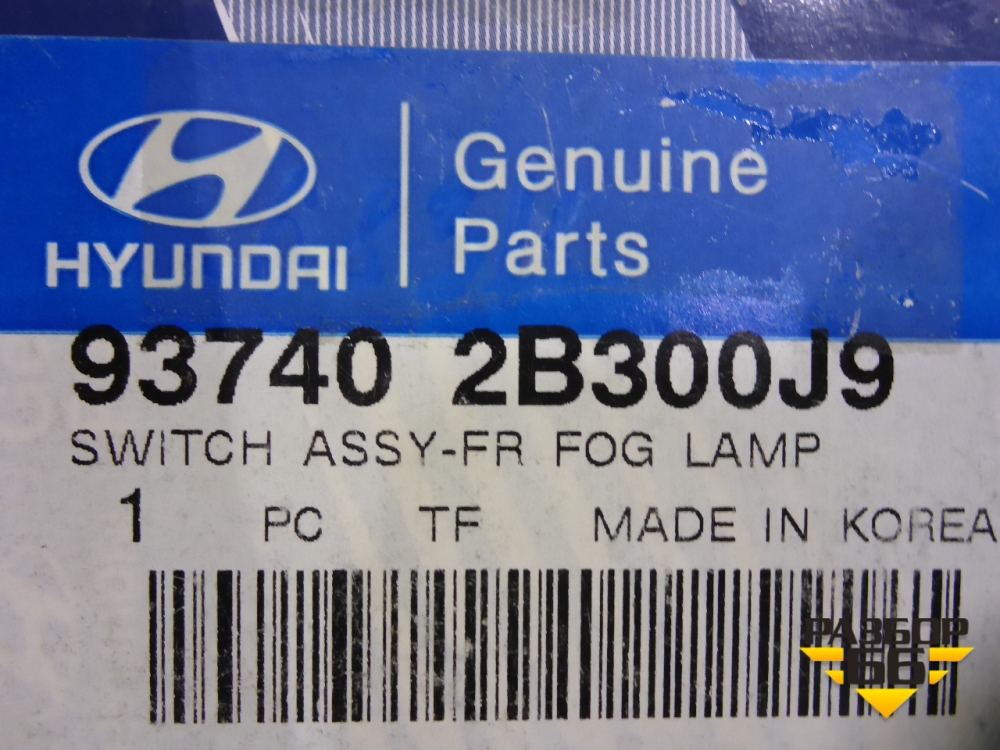 HYUNDAI
Genuine
Parts
93740 2B300J9
SWITCH ASSY-FR FOG LAMP
1 PC TF MADE IN KOREA
РАЗБОР
66